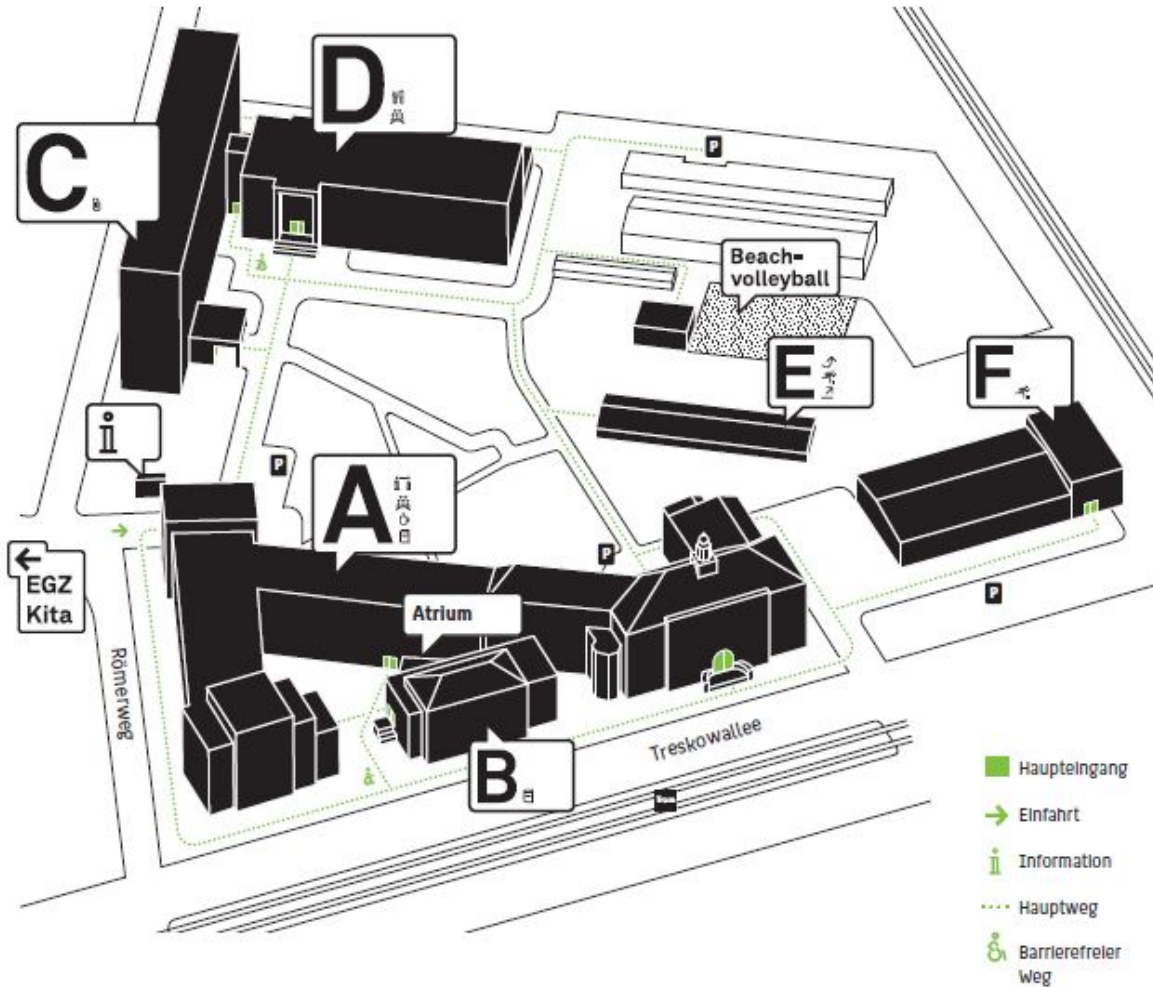 D
C
P
Beach-
volleyball
E
F
i
P
A
P
EGZ
Kita
Atrium
P
Römerweg
Treskowallee
B
Haupteingang
Einfahrt
Information
Hauptweg
Barrierefreier
Weg